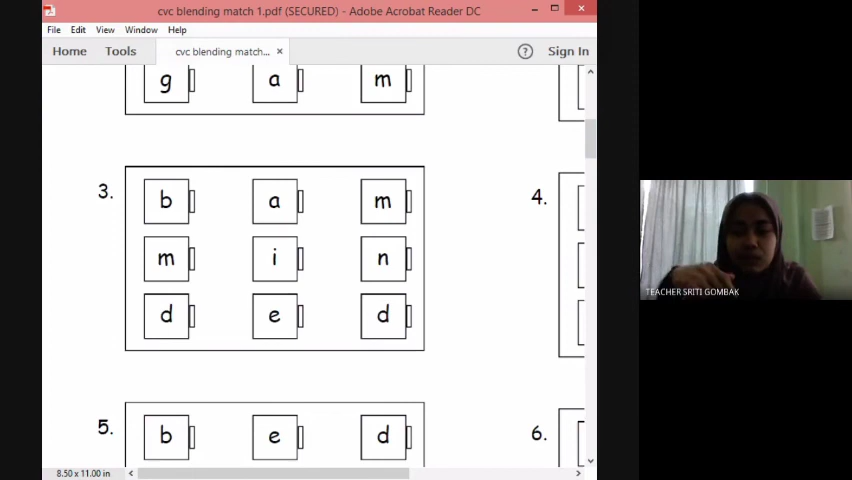 cvc blending match 1.pdf (SECURED) - Adobe Acrobat Reader DC
File Edit View Window Help
Home Tools cvc blending match... × ? Sign In
g a m
3. b a m
m i n
d e d
4.
5. b e d
6.
8.50 x 11.00 in
TEACHER SRITI GOMBAK